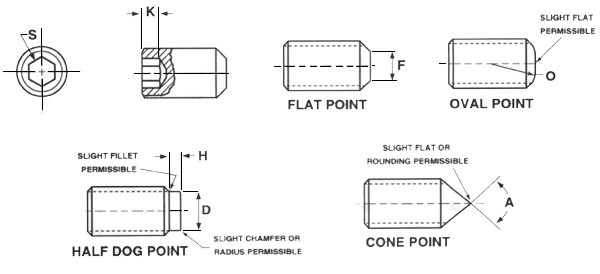 S
K
F
FLAT POINT
SLIGHT FLAT
PERMISSIBLE
O
OVAL POINT
SLIGHT FILLET
PERMISSIBLE
H
D
SLIGHT CHAMFER OR
RADIUS PERMISSIBLE
HALF DOG POINT
SLIGHT FLAT OR
ROUNDING PERMISSIBLE
A
CONE POINT